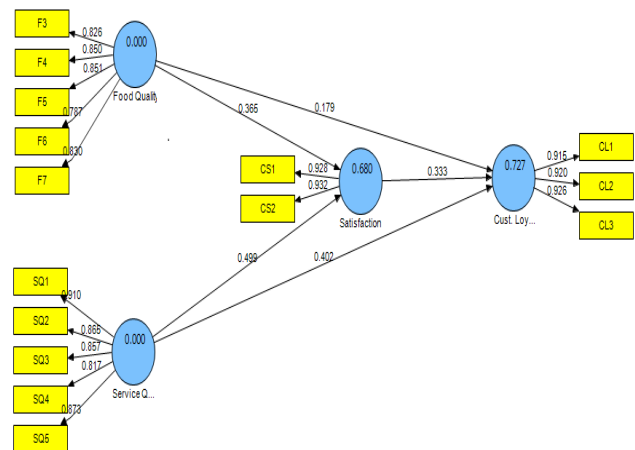 F3
F4
F5
F6
F7
0.826
0.850
0.851
0.787
0.830
0.000
Food Quality
0.365
0.179
CS1
CS2
0.928
0.932
0.680
Satisfaction
0.333
0.727
Cust. Loy...
0.915
0.920
0.926
CL1
CL2
CL3
0.499
0.402
SQ1
SQ2
SQ3
SQ4
SQ5
0.910
0.865
0.857
0.817
0.873
0.000
Service Q...